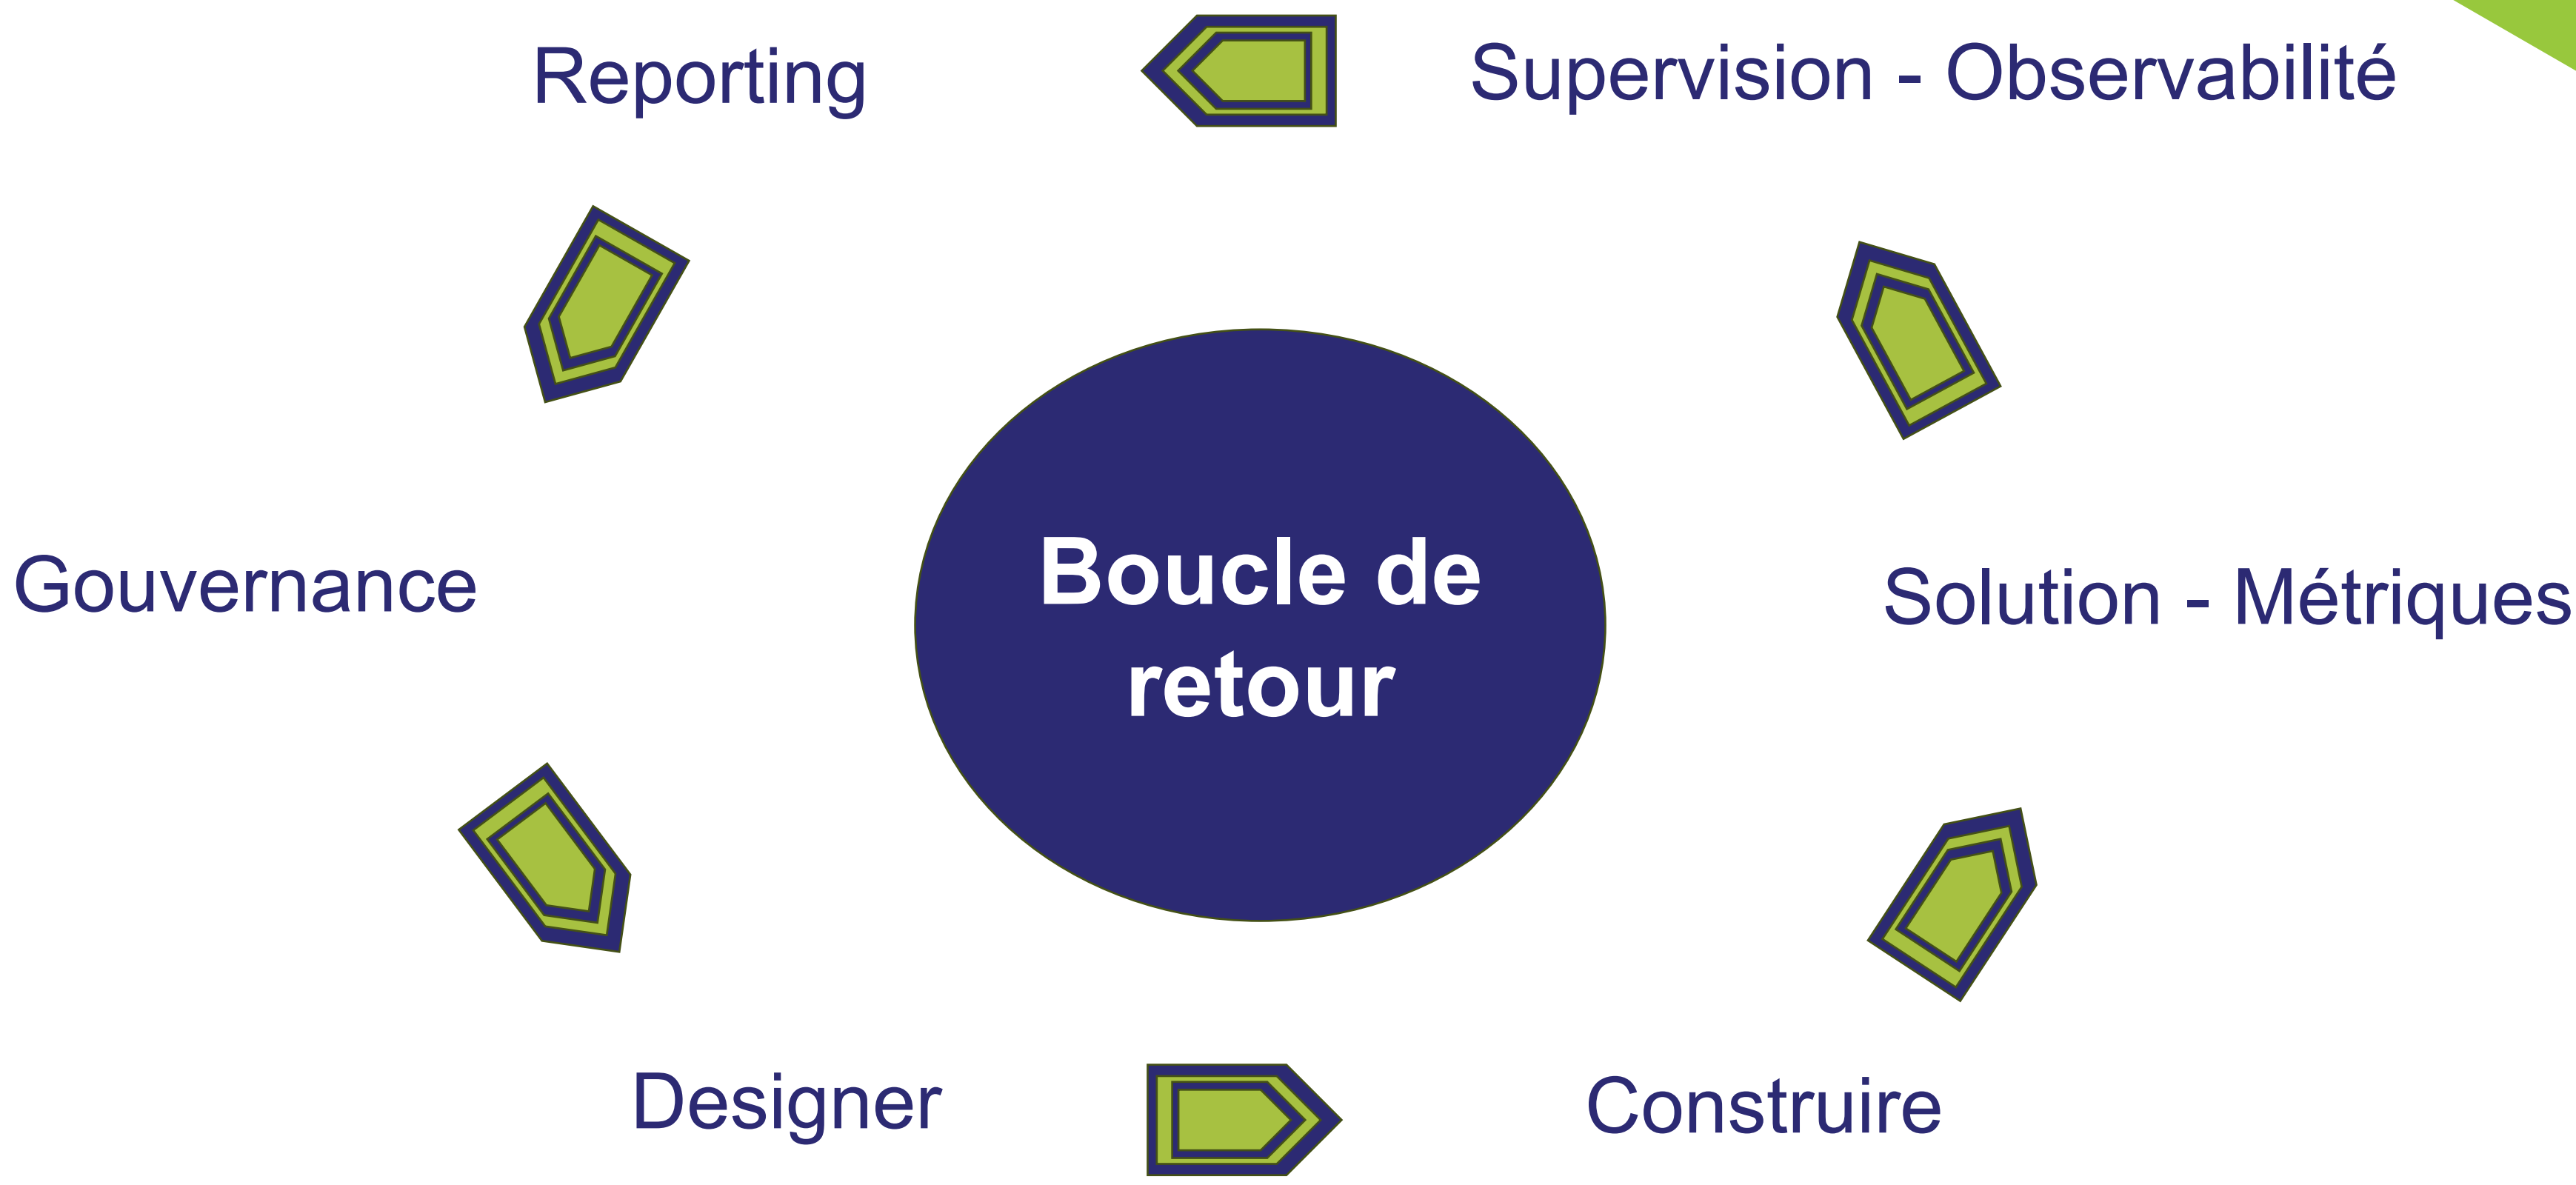 Reporting
Supervision - Observabilité
Gouvernance
Boucle de
retour
Solution - Métriques
Designer
Construire